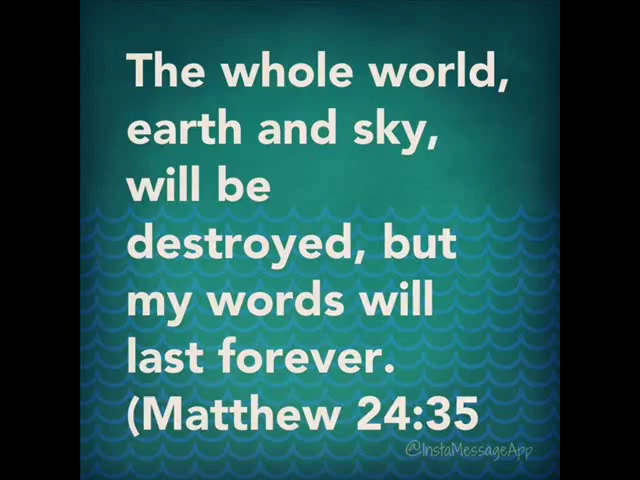 The whole world,
earth and sky,
will be
destroyed, but
my words will
last forever.
(Matthew 24:35
@InstaMessageApp